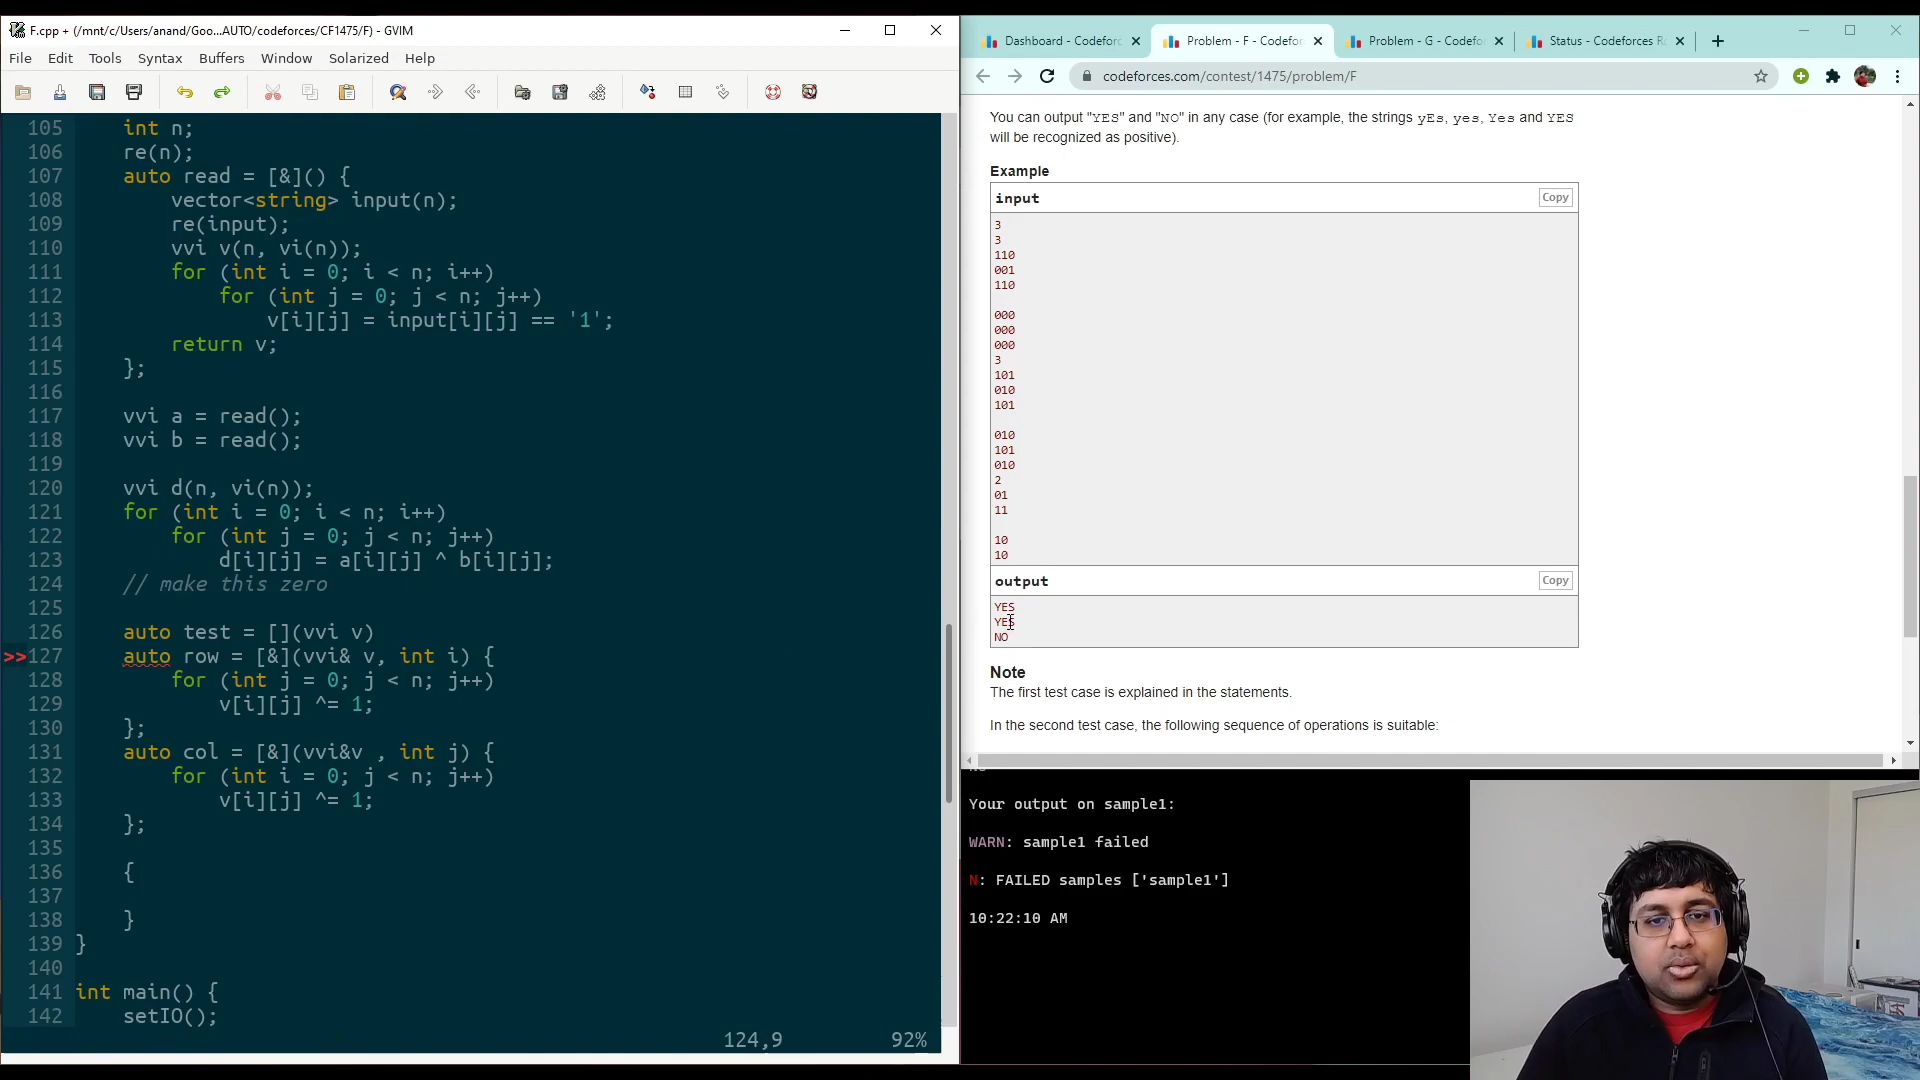 F.cpp + (/mnt/c/Users/anand/Goo...AUTO/codeforces/CF1475/F) - GVIM
File Edit Tools Syntax Buffers Window Solarized Help
105 int n;
106 re(n);
107 auto read = [&]() {
108 vector<string> input(n);
109 re(input);
110 vvi v(n, vi(n));
111 for (int i = 0; i < n; i++)
112 for (int j = 0; j < n; j++)
113 v[i][j] = input[i][j] == '1';
114 return v;
115 };
116
117 vvi a = read();
118 vvi b = read();
119
120 vvi d(n, vi(n));
121 for (int i = 0; i < n; i++)
122 for (int j = 0; j < n; j++)
123 d[i][j] = a[i][j] ^ b[i][j];
124 // make this zero
125
126 auto test = [](vvi v)
>>127 auto row = [&](vvi& v, int i) {
128 for (int j = 0; j < n; j++)
129 v[i][j] ^= 1;
130 };
131 auto col = [&](vvi&v , int j) {
132 for (int i = 0; j < n; j++)
133 v[i][j] ^= 1;
134 };
135
136 {
137
138 }
139 }
140
141 int main() {
142 setIO();
124,9 92%
Dashboard - Codeforc
Problem - F - Codefor
Problem - G - Codefo
Status - Codeforces R
codeforces.com/contest/1475/problem/F
You can output "YES" and "NO" in any case (for example, the strings yEs, yes, Yes and YES
will be recognized as positive).
Example
input Copy
3
3
110
001
110
000
000
000
3
101
010
101
010
101
010
2
01
11
10
10
output Copy
YES
YES
NO
Note
The first test case is explained in the statements.
In the second test case, the following sequence of operations is suitable:
Your output on sample1:
WARN: sample1 failed
N: FAILED samples ['sample1']
10:22:10 AM